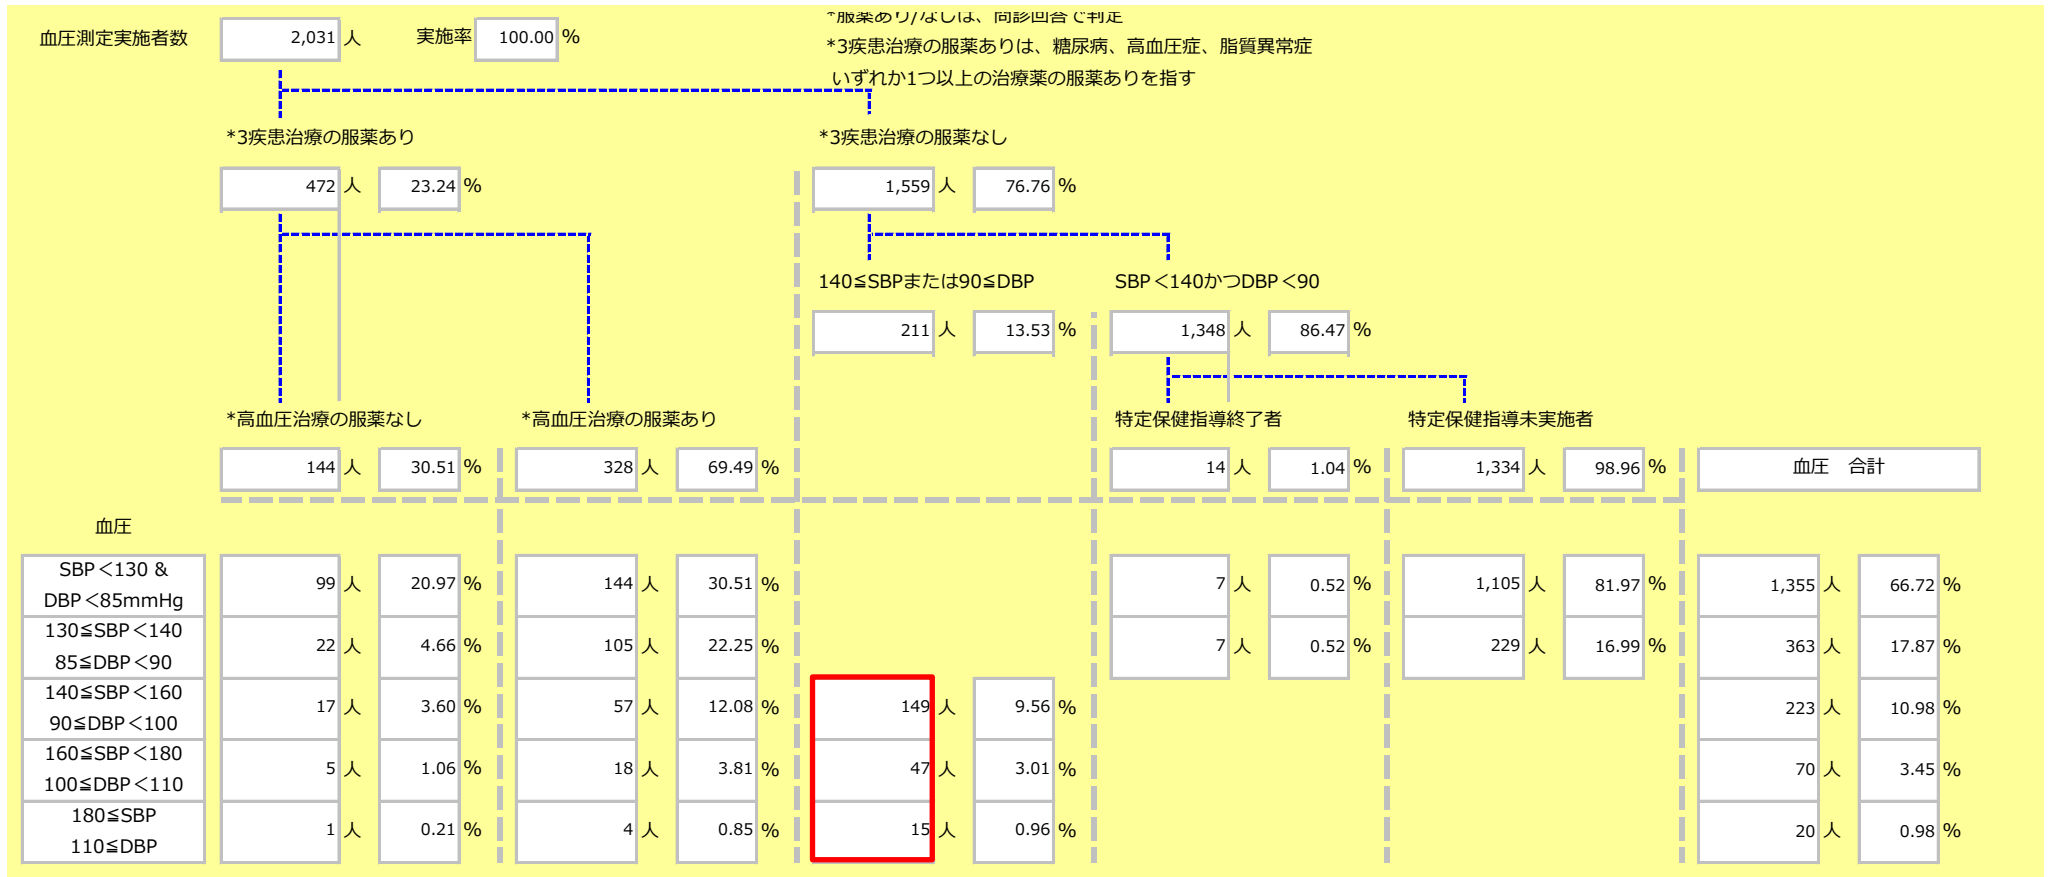 *服薬あり/なしは、問診回答で判定
血圧測定実施者数 2,031 人 実施率 100.00 %
*3疾患治療の服薬ありは、糖尿病、高血圧症、脂質異常症
いずれか1つ以上の治療薬の服薬ありを指す
*3疾患治療の服薬あり *3疾患治療の服薬なし
472 人 23.24 % 1,559 人 76.76 %
140≦SBPまたは90≦DBP SBP<140かつDBP<90
211 人 13.53 % 1,348 人 86.47 %
*高血圧治療の服薬なし *高血圧治療の服薬あり 特定保健指導終了者 特定保健指導未実施者
144 人 30.51 % 328 人 69.49 % 14 人 1.04 % 1,334 人 98.96 % 血圧 合計
血圧
SBP<130 &
DBP<85mmHg
99 人 20.97 % 144 人 30.51 % 7 人 0.52 % 1,105 人 81.97 % 1,355 人 66.72 %
130≦SBP<140
85≦DBP<90
22 人 4.66 % 105 人 22.25 % 7 人 0.52 % 229 人 16.99 % 363 人 17.87 %
140≦SBP<160
90≦DBP<100
17 人 3.60 % 57 人 12.08 % 149 人 9.56 % 223 人 10.98 %
160≦SBP<180
100≦DBP<110
5 人 1.06 % 18 人 3.81 % 47 人 3.01 % 70 人 3.45 %
180≦SBP
110≦DBP
1 人 0.21 % 4 人 0.85 % 15 人 0.96 % 20 人 0.98 %